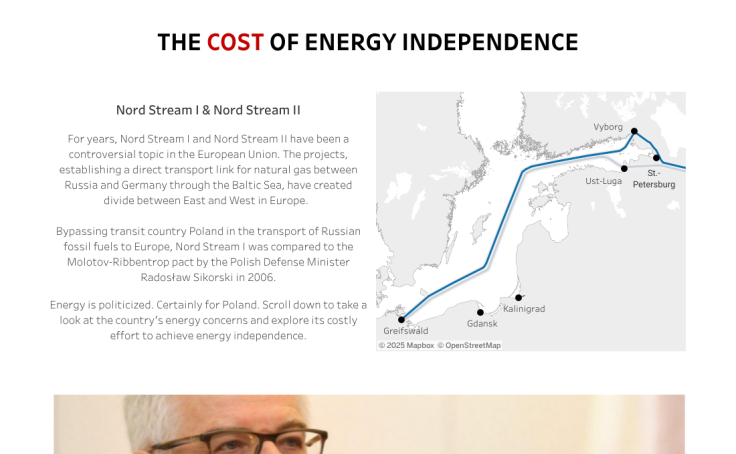 THE COST OF ENERGY INDEPENDENCE
Nord Stream I & Nord Stream II
For years, Nord Stream I and Nord Stream II have been a
controversial topic in the European Union. The projects,
establishing a direct transport link for natural gas between
Russia and Germany through the Baltic Sea, have created
divide between East and West in Europe.
Bypassing transit country Poland in the transport of Russian
fossil fuels to Europe, Nord Stream I was compared to the
Molotov-Ribbentrop pact by the Polish Defense Minister
Radosław Sikorski in 2006.
Energy is politicized. Certainly for Poland. Scroll down to take a
look at the country's energy concerns and explore its costly
effort to achieve energy independence.
Vyborg
Ust-Luga
St.-
Petersburg
Kalinigrad
Gdansk
Greifswald
© 2025 Mapbox © OpenStreetMap